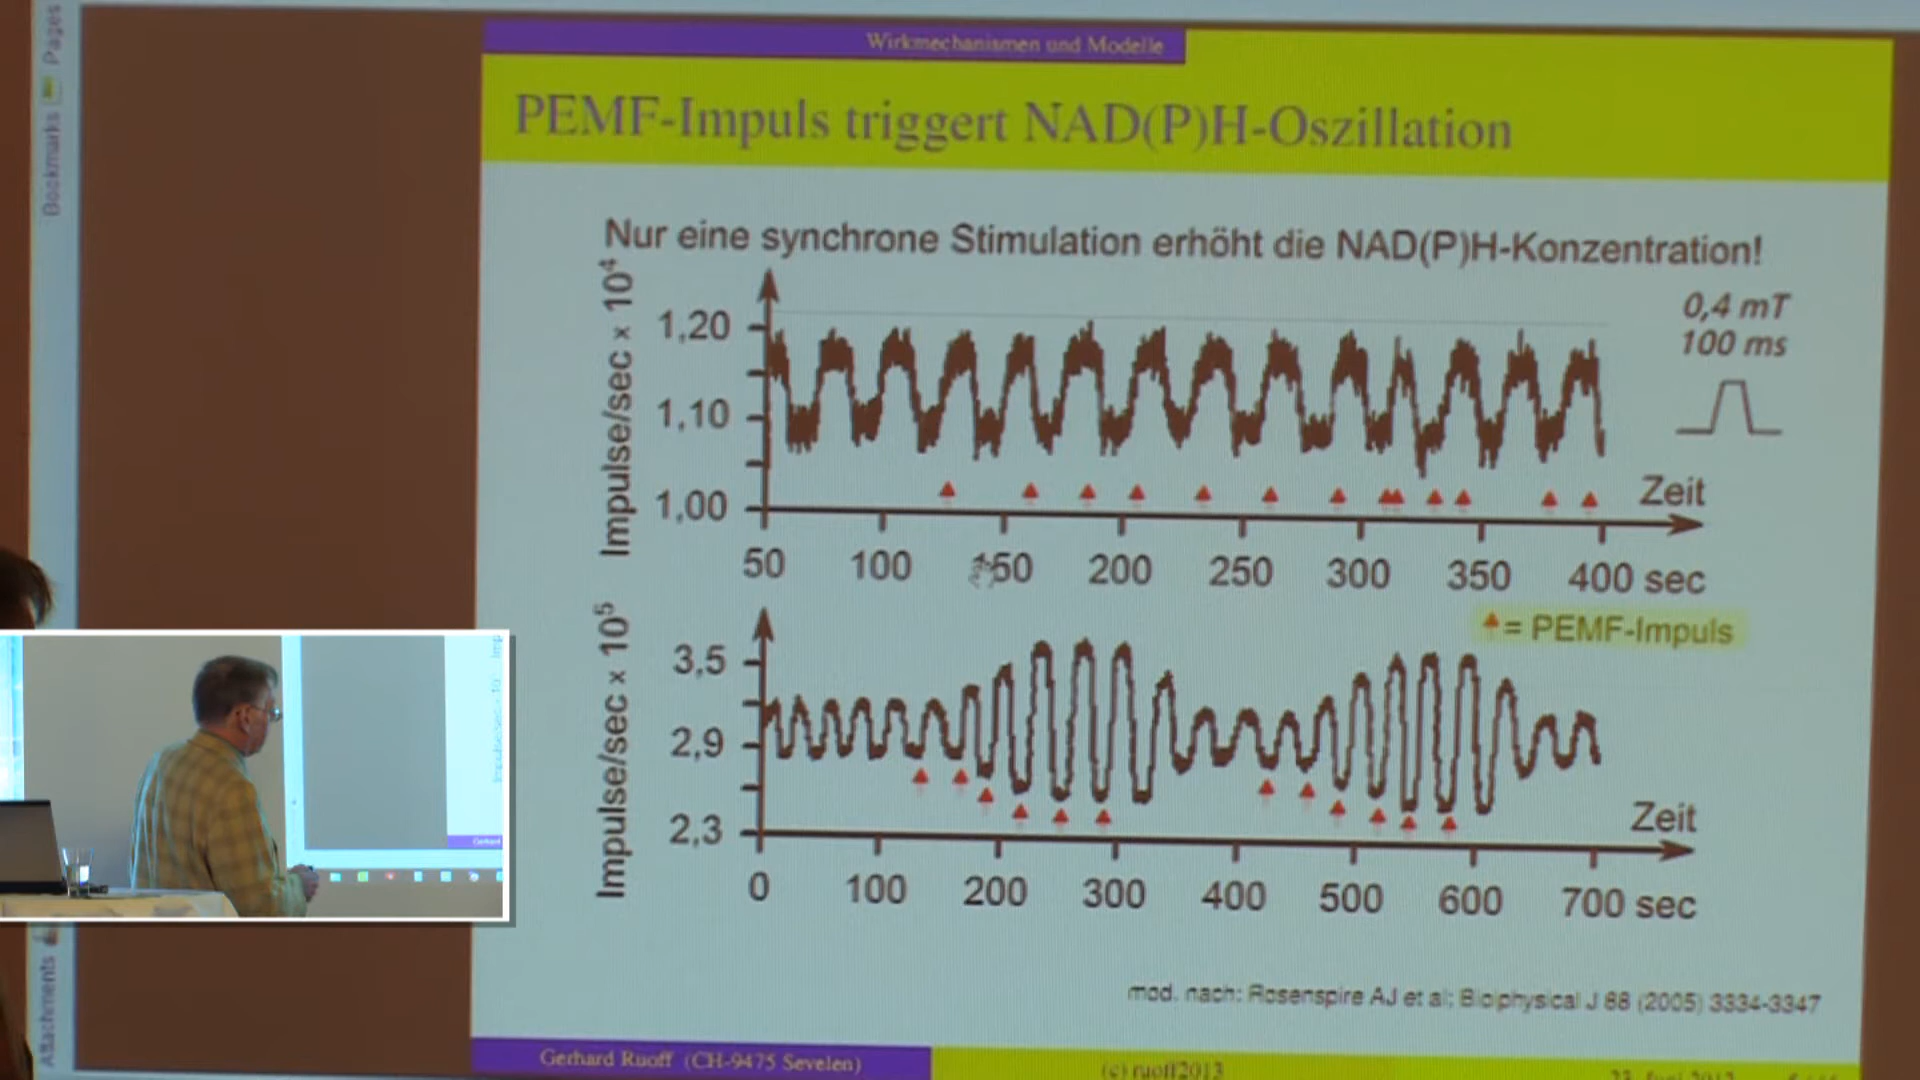 Pages
Bookmarks
Attachments
Wirkmechanismen und Modelle
PEMF-Impuls triggert NAD(P)H-Oszillation
Nur eine synchrone Stimulation erhöht die NAD(P)H-Konzentration!
Impulse/sec x 10⁴
1,20
1,10
1,00
0,4 mT
100 ms
Zeit
50 100 150 200 250 300 350 400 sec
= PEMF-Impuls
Impulse/sec x 10⁵
3,5
2,9
2,3
Zeit
0 100 200 300 400 500 600 700 sec
mod. nach: Rosenspire AJ et al; Biophysical J 88 (2005) 3334-3347
Gerhard Ruoff (CH-9475 Sevelen)
(c) ruoff2013